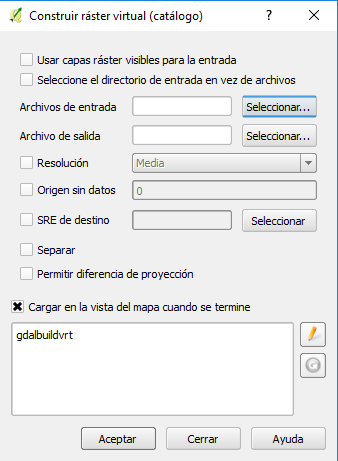 Construir ráster virtual (catálogo)
Usar capas ráster visibles para la entrada
Seleccione el directorio de entrada en vez de archivos
Archivos de entrada Seleccionar...
Archivo de salida Seleccionar...
Resolución Media
Origen sin datos 0
SRE de destino Seleccionar
Separar
Permitir diferencia de proyección
Cargar en la vista del mapa cuando se termine
gdalbuildvrt
Aceptar Cerrar Ayuda